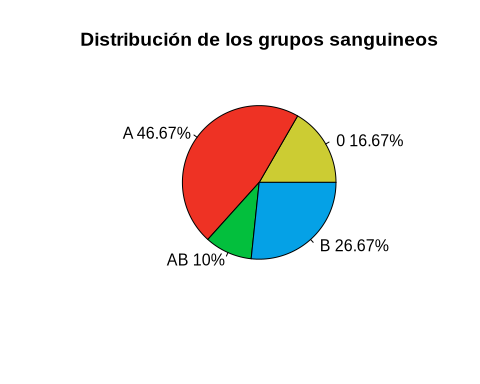 Distribución de los grupos sanguineos
A 46.67%
0 16.67%
AB 10%
B 26.67%